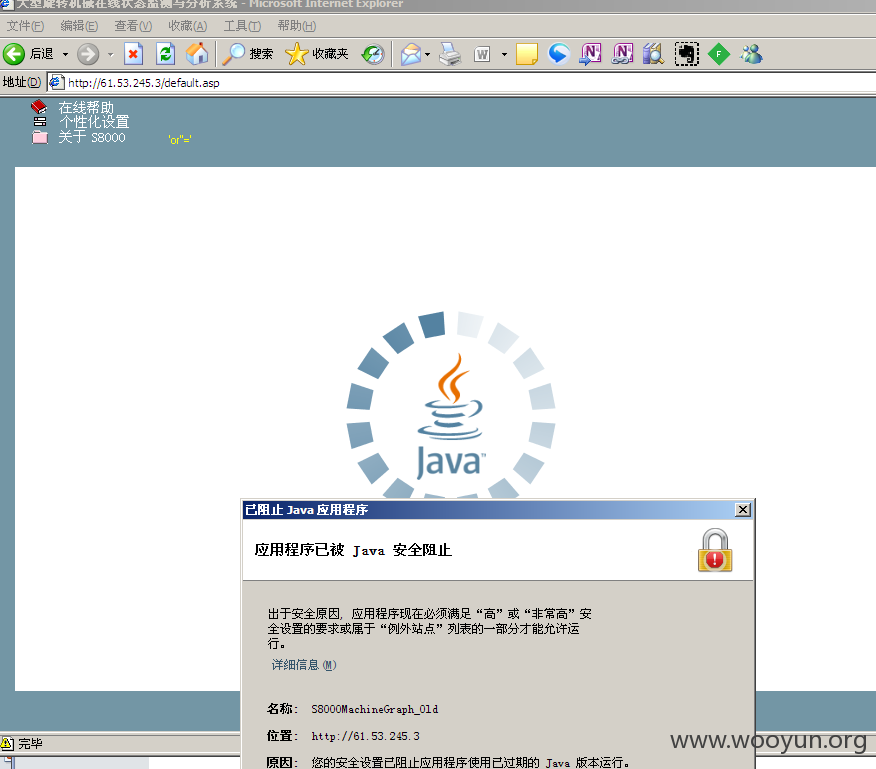 大型旋转机械在线状态监测与分析系统 - Microsoft Internet Explorer
文件(F) 编辑(E) 查看(V) 收藏(A) 工具(T) 帮助(H)
后退 搜索 收藏夹
地址(D) http://61.53.245.3/default.asp
在线帮助
个性化设置
关于 S8000 'or''='
Java™
已阻止 Java 应用程序
应用程序已被 Java 安全阻止
出于安全原因, 应用程序现在必须满足“高”或“非常高”安
全设置的要求或属于“例外站点”列表的一部分才能允许运
行。
详细信息(M)
名称: S8000MachineGraph_Old
位置: http://61.53.245.3
原因: 您的安全设置已阻止应用程序使用已过期的 Java 版本运行。
完毕
www.wooyun.org